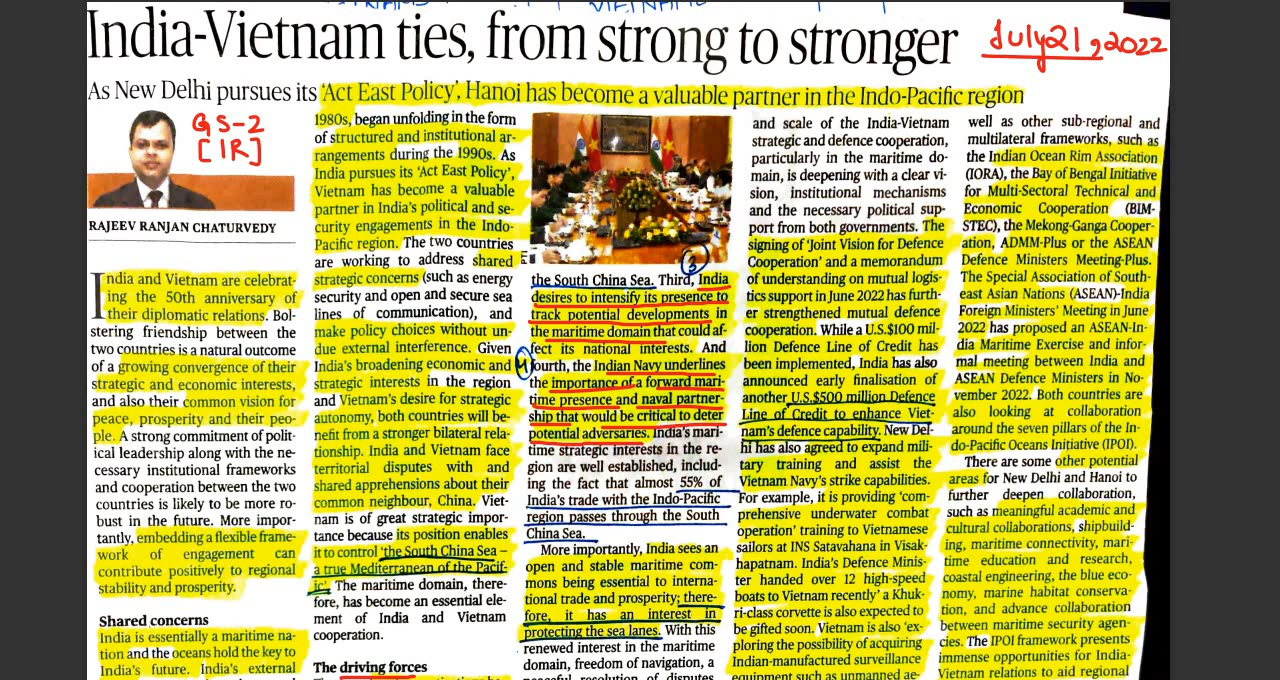 VIETNAM
India-Vietnam ties, from strong to stronger
July 21, 2022
As New Delhi pursues its 'Act East Policy', Hanoi has become a valuable partner in the Indo-Pacific region
GS-2
[IR]
RAJEEV RANJAN CHATURVEDY
India and Vietnam are celebrat-
ing the 50th anniversary of
their diplomatic relations. Bol-
stering friendship between the
two countries is a natural outcome
of a growing convergence of their
strategic and economic interests,
and also their common vision for
peace, prosperity and their peo-
ple. A strong commitment of polit-
ical leadership along with the ne-
cessary institutional frameworks
and cooperation between the two
countries is likely to be more ro-
bust in the future. More impor-
tantly, embedding a flexible frame-
work of engagement can
contribute positively to regional
stability and prosperity.
Shared concerns
India is essentially a maritime na-
tion and the oceans hold the key to
India's future. India's external
1980s, began unfolding in the form
of structured and institutional ar-
rangements during the 1990s. As
India pursues its 'Act East Policy',
Vietnam has become a valuable
partner in India's political and se-
curity engagements in the Indo-
Pacific region. The two countries
are working to address shared
strategic concerns (such as energy
security and open and secure sea
lines of communication), and
make policy choices without un-
due external interference. Given
India's broadening economic and
strategic interests in the region
and Vietnam's desire for strategic
autonomy, both countries will be-
nefit from a stronger bilateral rela-
tionship. India and Vietnam face
territorial disputes with and
shared apprehensions about their
common neighbour, China. Viet-
nam is of great strategic impor-
tance because its position enables
it to control 'the South China Sea –
a true Mediterranean of the Pacif-
ic'. The maritime domain, there-
fore, has become an essential ele-
ment of India and Vietnam
cooperation.
The driving forces
PTI
3
the South China Sea. Third, India
desires to intensify its presence to
track potential developments in
the maritime domain that could af-
fect its national interests. And
4
fourth, the Indian Navy underlines
the importance of a forward mari-
time presence and naval partner-
ship that would be critical to deter
potential adversaries. India's mari-
time strategic interests in the re-
gion are well established, includ-
ing the fact that almost 55% of
India's trade with the Indo-Pacific
region passes through the South
China Sea.
More importantly, India sees an
open and stable maritime com-
mons being essential to interna-
tional trade and prosperity; there-
fore, it has an interest in
protecting the sea lanes. With this
renewed interest in the maritime
domain, freedom of navigation, a
peaceful resolution of disputes
and scale of the India-Vietnam
strategic and defence cooperation,
particularly in the maritime do-
main, is deepening with a clear vi-
sion, institutional mechanisms
and the necessary political sup-
port from both governments. The
signing of 'Joint Vision for Defence
Cooperation' and a memorandum
of understanding on mutual logis-
tics support in June 2022 has furth-
er strengthened mutual defence
cooperation. While a U.S.$100 mil-
lion Defence Line of Credit has
been implemented, India has also
announced early finalisation of
another U.S.$500 million Defence
Line of Credit to enhance Viet-
nam's defence capability. New Del-
hi has also agreed to expand mili-
tary training and assist the
Vietnam Navy's strike capabilities.
For example, it is providing 'com-
prehensive underwater combat
operation' training to Vietnamese
sailors at INS Satavahana in Visak-
hapatnam. India's Defence Minis-
ter handed over 12 high-speed
boats to Vietnam recently' a Khuk-
ri-class corvette is also expected to
be gifted soon. Vietnam is also 'ex-
ploring the possibility of acquiring
Indian-manufactured surveillance
equipment such as unmanned ae-
well as other sub-regional and
multilateral frameworks, such as
the Indian Ocean Rim Association
(IORA), the Bay of Bengal Initiative
for Multi-Sectoral Technical and
Economic Cooperation (BIM-
STEC), the Mekong-Ganga Cooper-
ation, ADMM-Plus or the ASEAN
Defence Ministers Meeting-Plus.
The Special Association of South-
east Asian Nations (ASEAN)-India
Foreign Ministers' Meeting in June
2022 has proposed an ASEAN-In-
dia Maritime Exercise and infor-
mal meeting between India and
ASEAN Defence Ministers in No-
vember 2022. Both countries are
also looking at collaboration
around the seven pillars of the In-
do-Pacific Oceans Initiative (IPOI).
There are some other potential
areas for New Delhi and Hanoi to
further deepen collaboration,
such as meaningful academic and
cultural collaborations, shipbuild-
ing, maritime connectivity, mari-
time education and research,
coastal engineering, the blue eco-
nomy, marine habitat conserva-
tion, and advance collaboration
between maritime security agen-
cies. The IPOI framework presents
immense opportunities for India-
Vietnam relations to aid regional